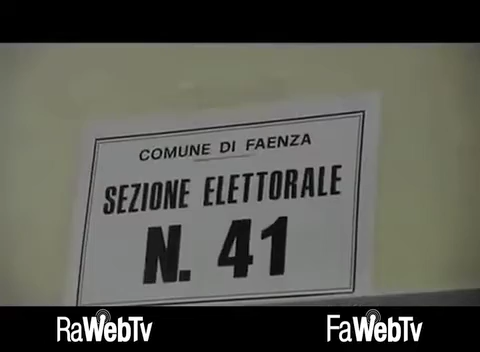 COMUNE DI FAENZA
SEZIONE ELETTORALE
N. 41
RaWebTv FaWebTv